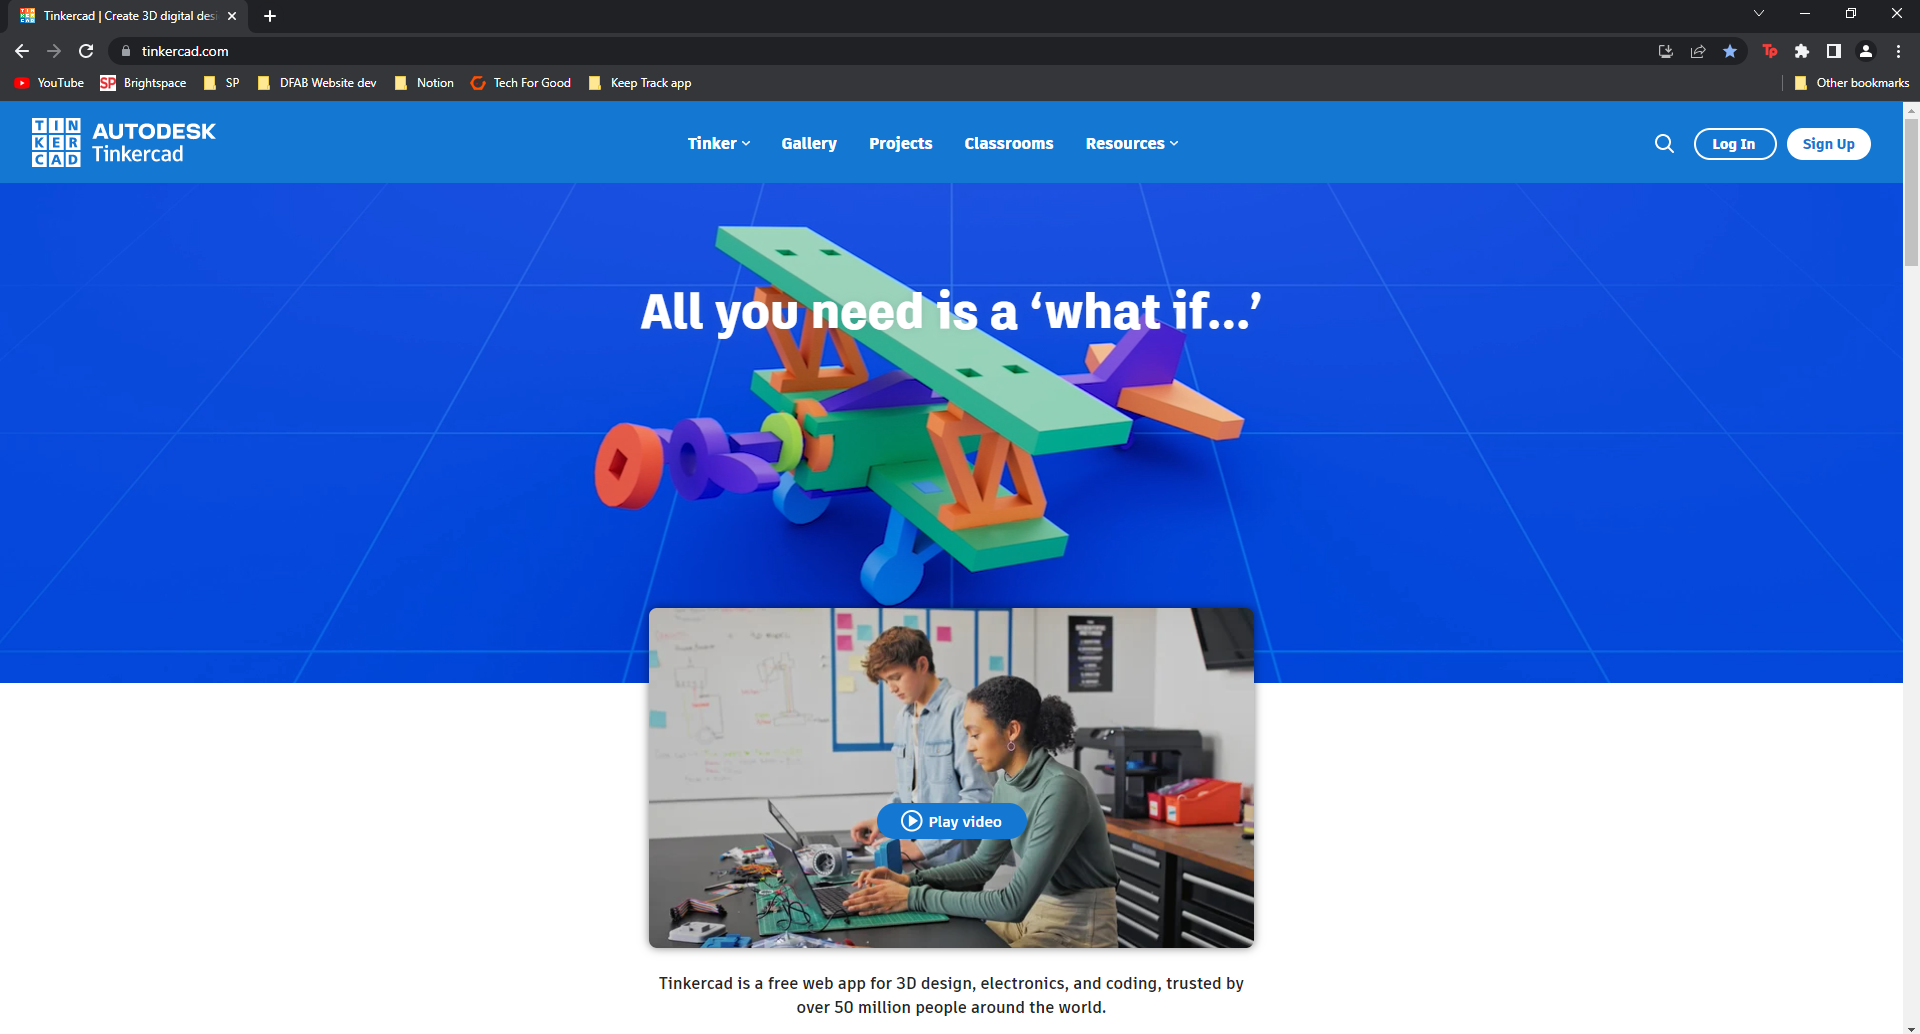 Tinkercad | Create 3D digital desi
tinkercad.com
Tp
YouTube
SP Brightspace
SP
DFAB Website dev
Notion
Tech For Good
Keep Track app
Other bookmarks
TIN
KER
CAD
AUTODESK
Tinkercad
Tinker
Gallery
Projects
Classrooms
Resources
Log In
Sign Up
All you need is a ‘what if...’
Play video
Tinkercad is a free web app for 3D design, electronics, and coding, trusted by
over 50 million people around the world.